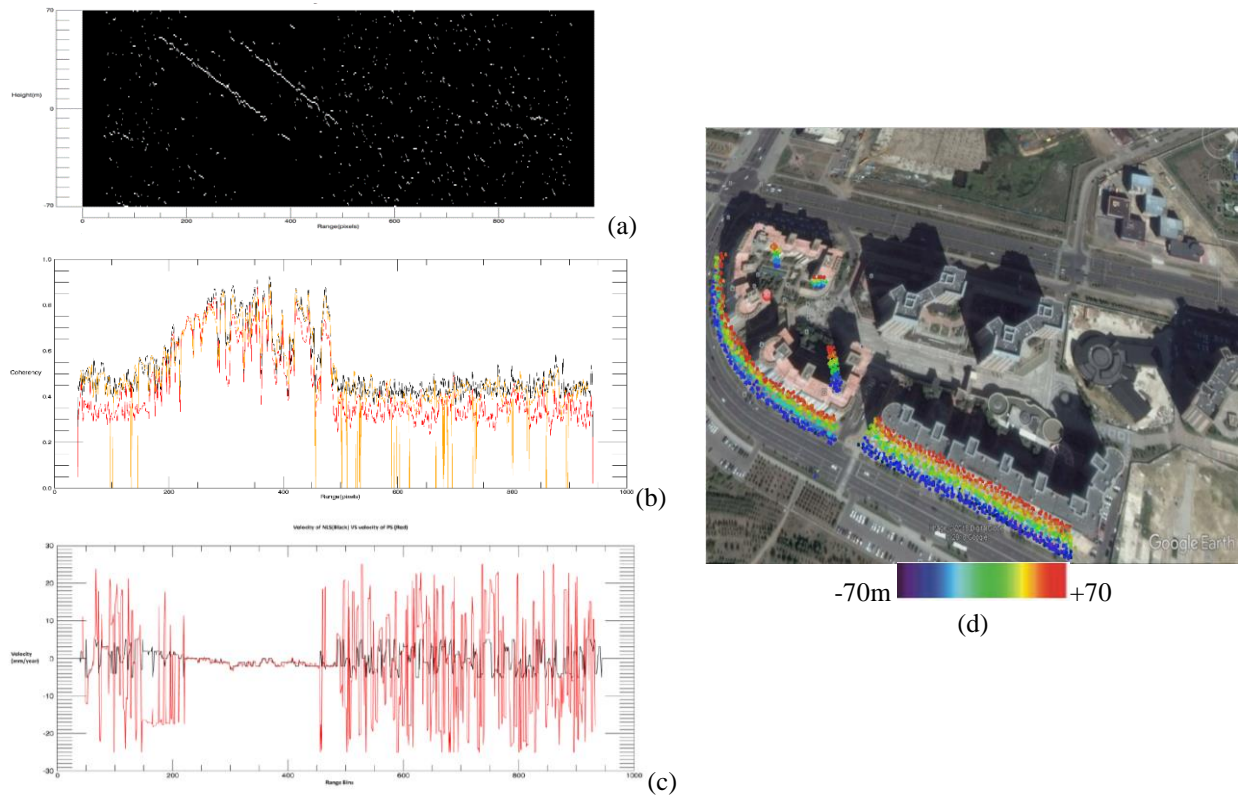 70
Height(m)
0
-70
0
200
400
600
800
Range(pixels)
(a)
1.0
0.8
0.6
Coherency
0.4
0.2
0.0
0
200
400
600
800
1000
Range(pixels)
(b)
Velocity of NLS(Black) VS velocity of PS (Red)
30
20
10
Velocity
(mm/year)
0
-10
-20
-30
0
200
400
600
800
1000
Range Bins
(c)
Google Earth
-70m
+70
(d)